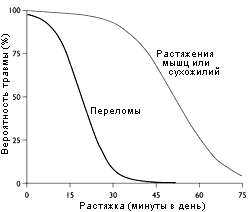 Вероятность травмы (%)
100
75
50
25
0
Растяжения
мышц или
сухожилий
Переломы
0 15 30 45 60 75
Растяжка (минуты в день)